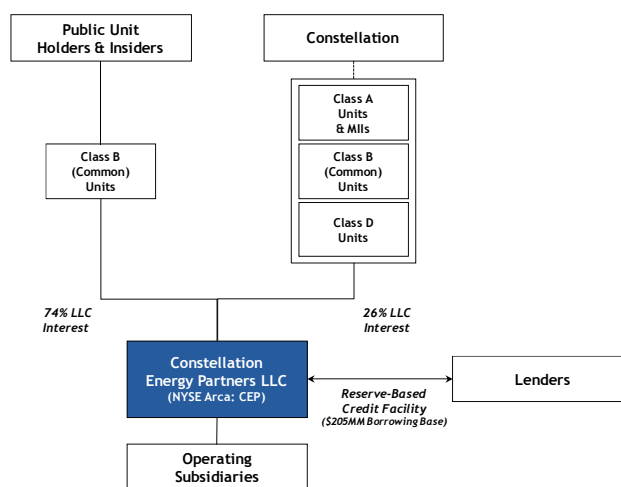 Public Unit
Holders & Insiders
Constellation
Class A
Units
& MIIs
Class B
(Common)
Units
Class B
(Common)
Units
Class D
Units
74% LLC
Interest
26% LLC
Interest
Constellation
Energy Partners LLC
(NYSE Arca: CEP)
Reserve-Based
Credit Facility
($205MM Borrowing Base)
Lenders
Operating
Subsidiaries